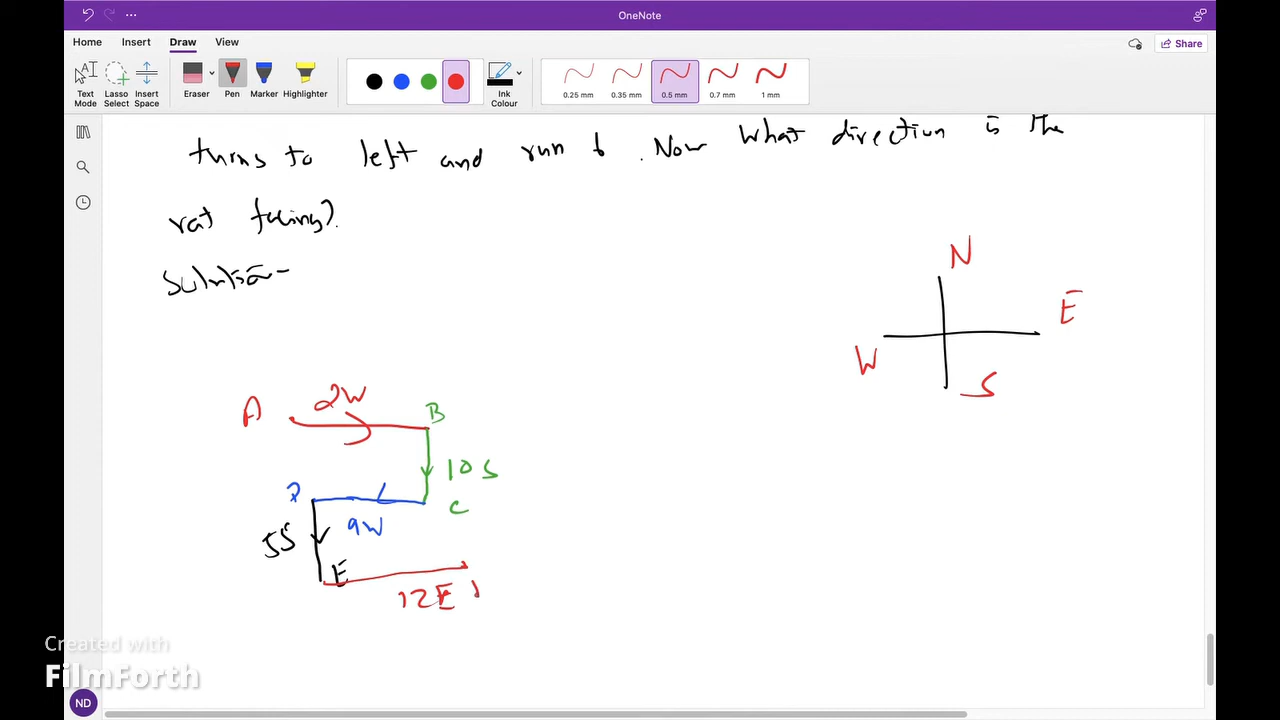 OneNote
Home Insert Draw View
Share
Text Mode
Lasso Select
Insert Space
Eraser
Pen
Marker
Highlighter
Ink Colour
0.25 mm
0.35 mm
0.5 mm
0.7 mm
1 mm
turns to left and run 6 . Now What direction is the
rat facing?
Solution-
N
E
W
S
A 2W B
10 S
C
9W
5S
E
12E
Created with
FilmForth
ND